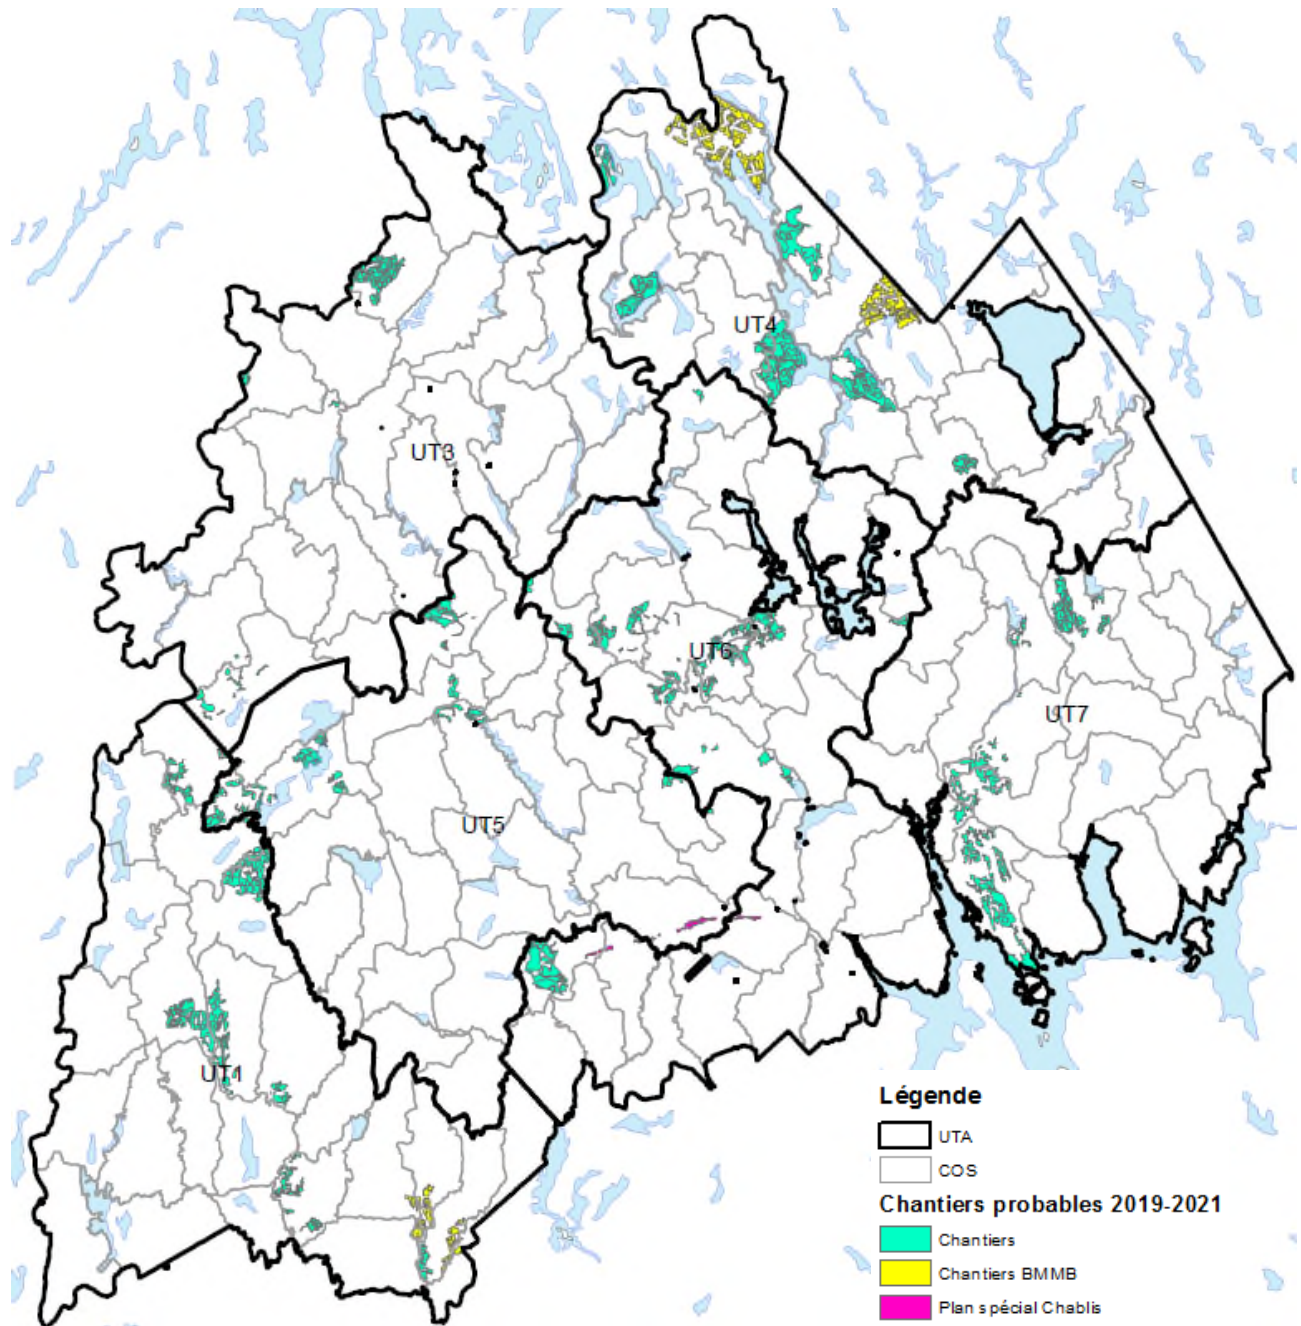 UT4
UT3
UT6
UT7
UT5
UT1
Légende
UTA
COS
Chantiers probables 2019-2021
Chantiers
Chantiers BMMB
Plan spécial Chablis